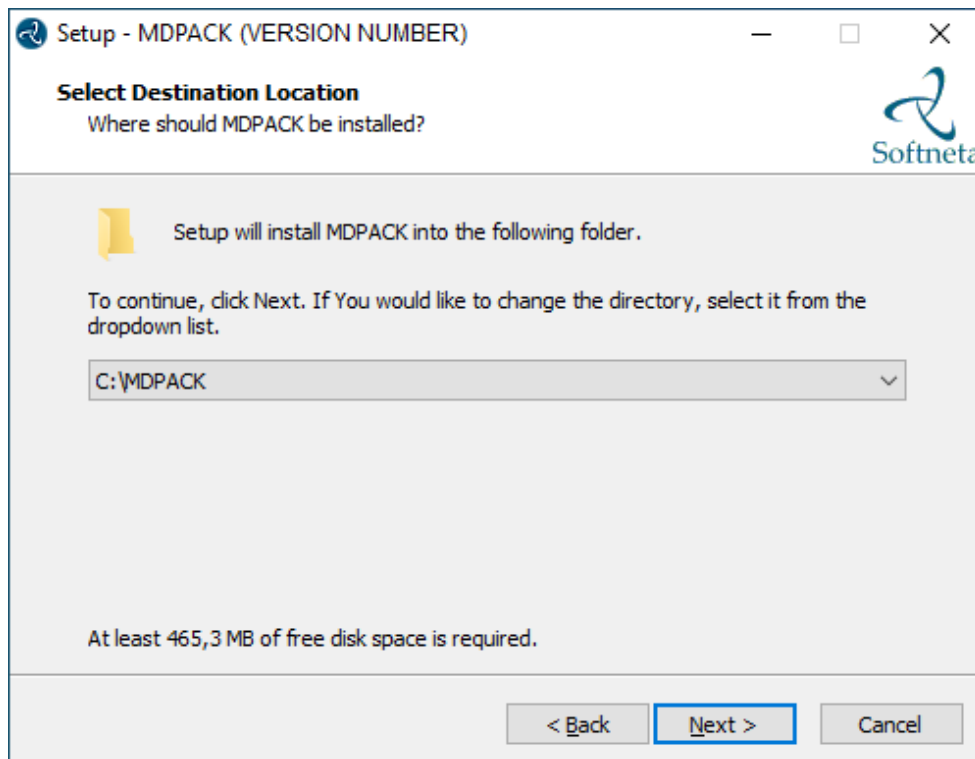 Setup - MDPACK (VERSION NUMBER)
Select Destination Location
Where should MDPACK be installed?
Softneta
Setup will install MDPACK into the following folder.
To continue, click Next. If You would like to change the directory, select it from the
dropdown list.
C:\MDPACK
At least 465,3 MB of free disk space is required.
< Back
Next >
Cancel